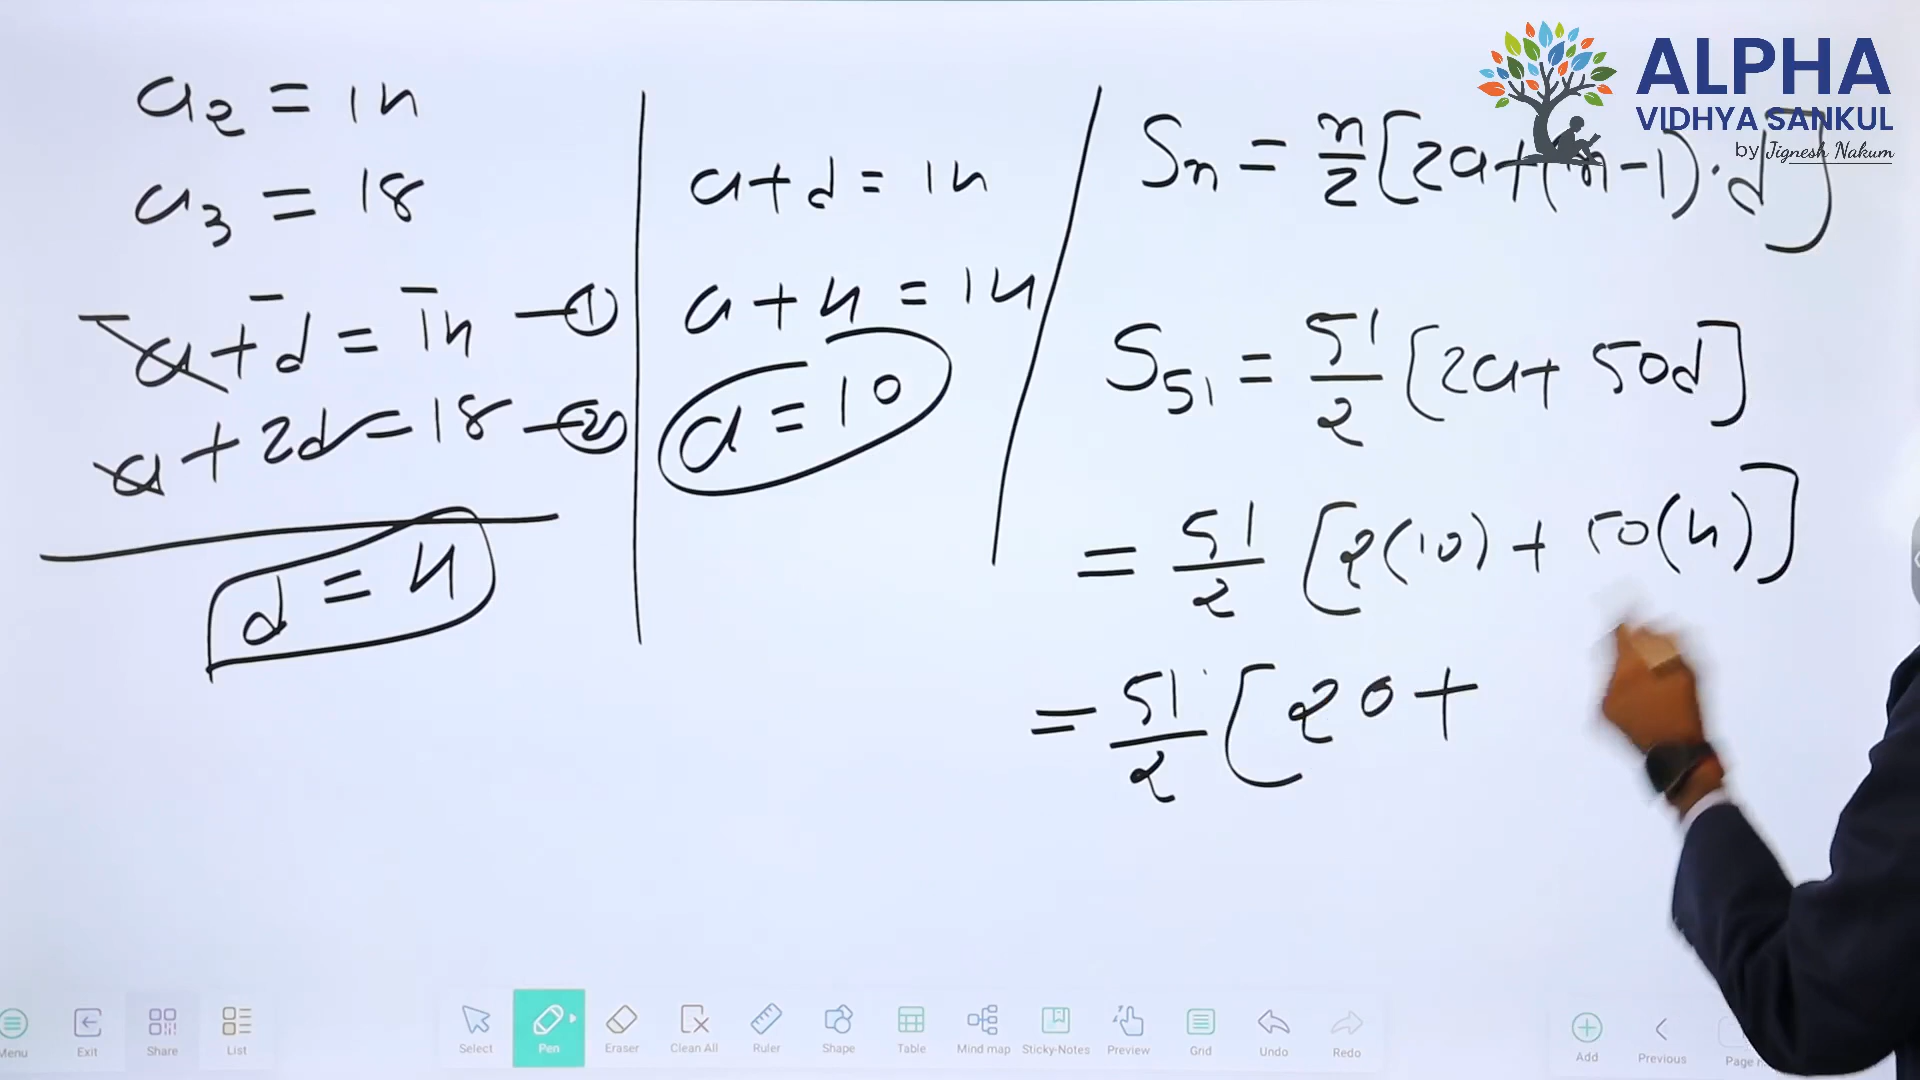 a₂ = 14
a₃ = 18
a + d = 14 —①
a + 2d = 18 —②
d = 4
a + d = 14
a + 4 = 14
a = 10
Sn = n/2 [2a + (n-1)·d]
S₅₁ = 51/2 [2a + 50d]
= 51/2 [2(10) + 50(4)]
= 51/2 [20 +
ALPHA
VIDHYA SANKUL
by Jignesh Nakum
Menu Exit Share List Select Pen Eraser Clean All Ruler Shape Table Mind map Sticky-Notes Preview Grid Undo Redo Add Previous Page